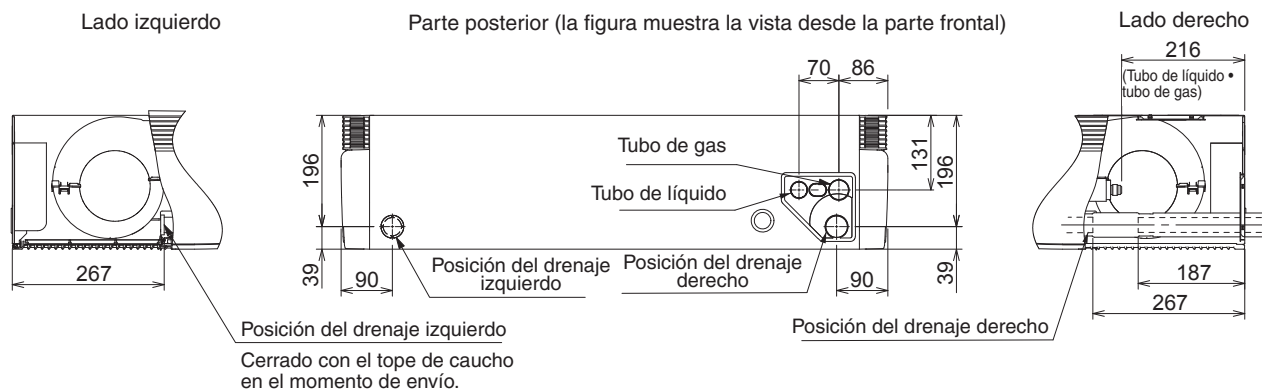 Lado izquierdo
Parte posterior (la figura muestra la vista desde la parte frontal)
Lado derecho
216
(Tubo de líquido •
tubo de gas)
70
86
196
Tubo de gas
Tubo de líquido
131
196
39
267
90
Posición del drenaje
izquierdo
Posición del drenaje
derecho
90
39
187
267
Posición del drenaje izquierdo
Cerrado con el tope de caucho
en el momento de envío.
Posición del drenaje derecho